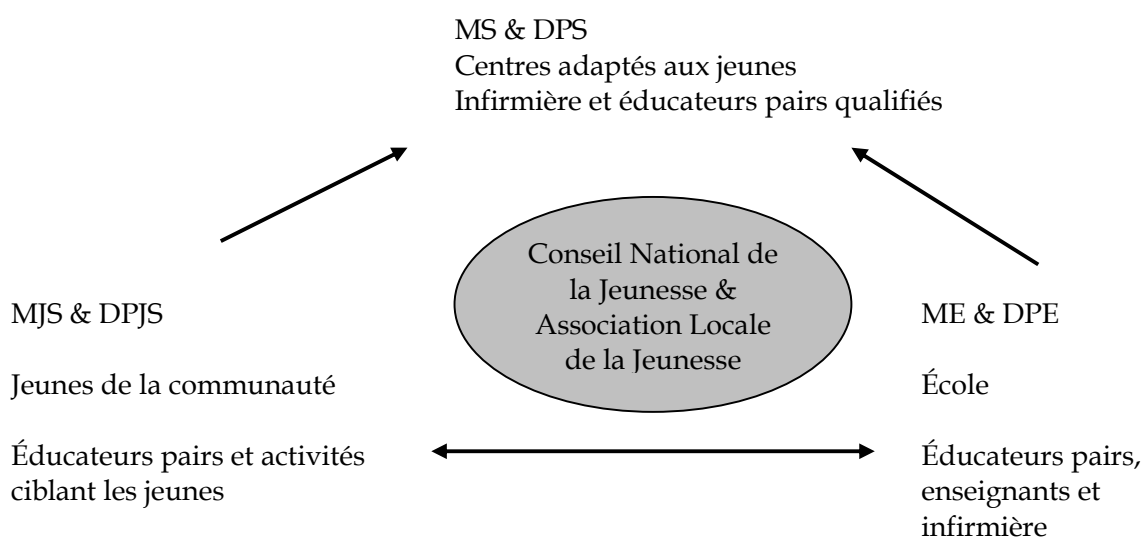 MS & DPS
Centres adaptés aux jeunes
Infirmière et éducateurs pairs qualifiés
Conseil National de
la Jeunesse &
Association Locale
de la Jeunesse
MJS & DPJS
Jeunes de la communauté
Éducateurs pairs et activités
ciblant les jeunes
ME & DPE
École
Éducateurs pairs,
enseignants et
infirmière